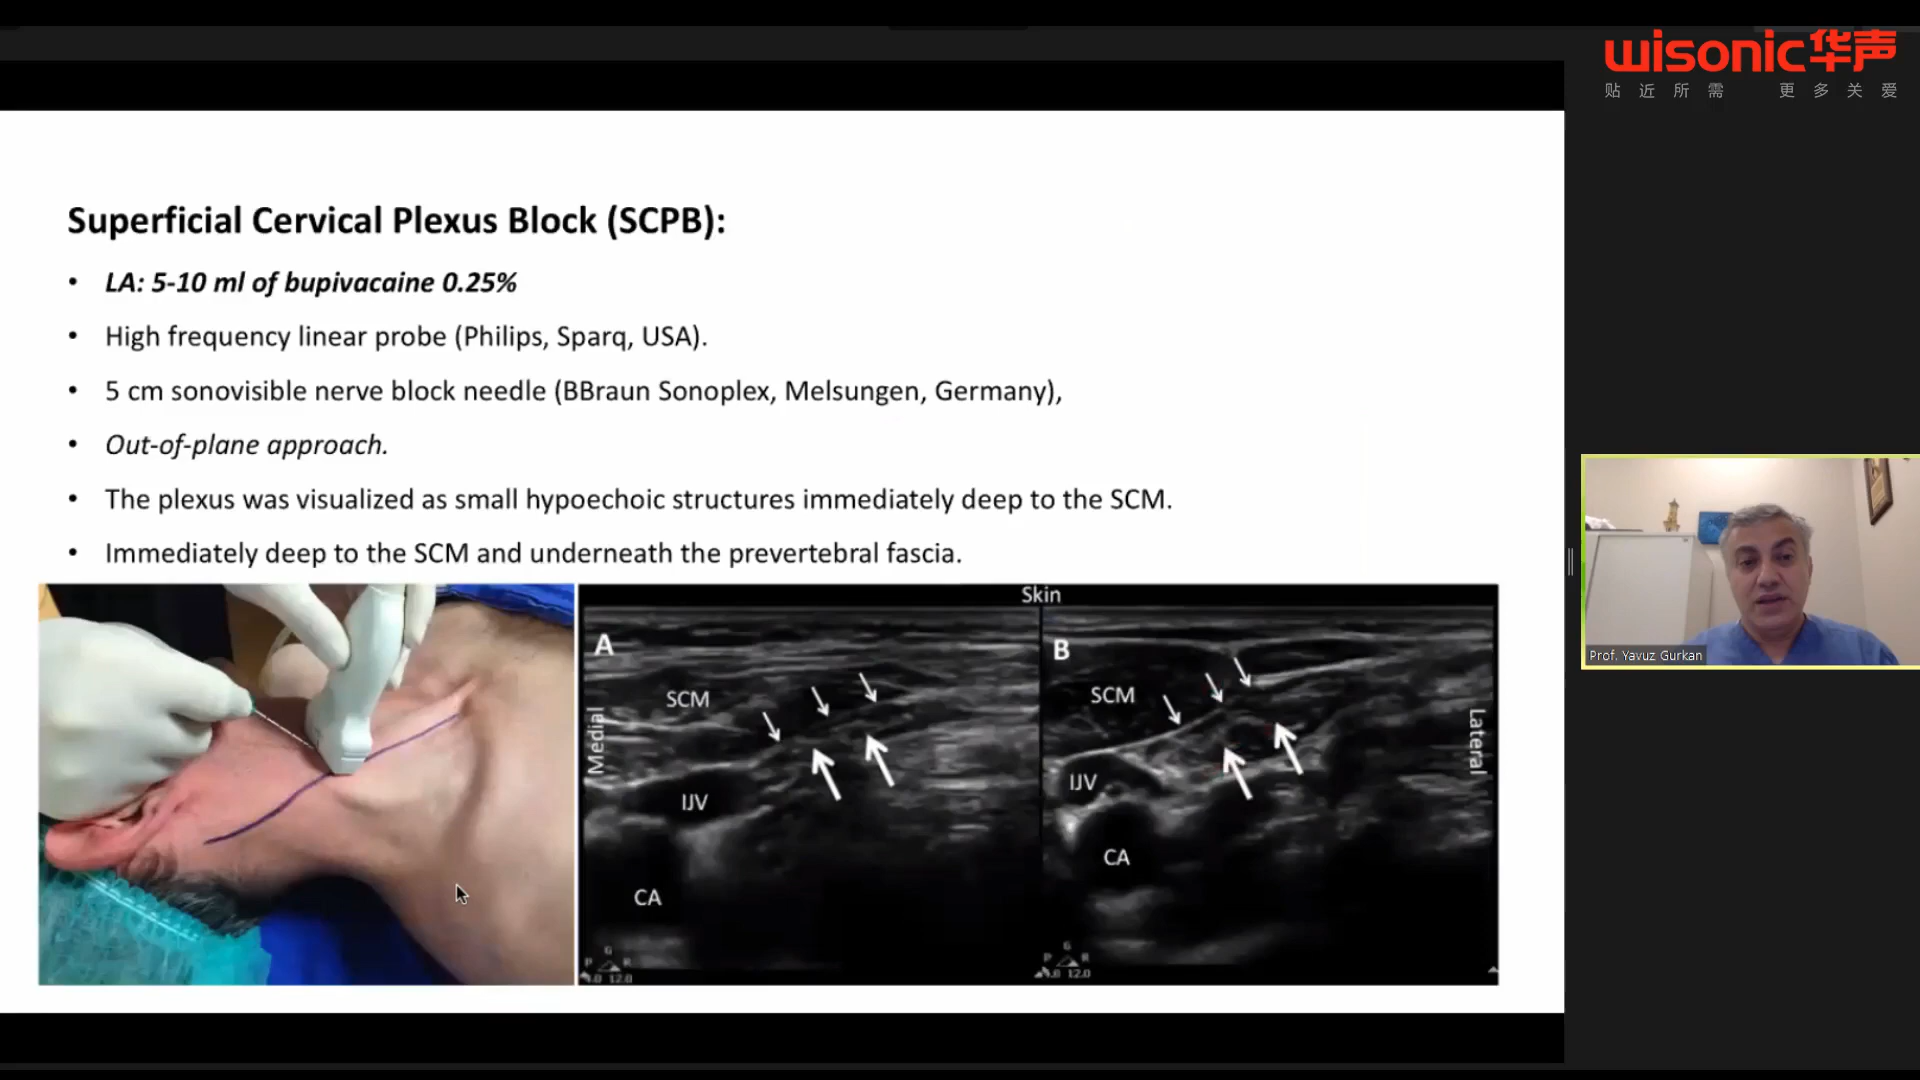 wisonic华声
贴近所需 更多关爱
Superficial Cervical Plexus Block (SCPB):
• LA: 5-10 ml of bupivacaine 0.25%
• High frequency linear probe (Philips, Sparq, USA).
• 5 cm sonovisible nerve block needle (BBraun Sonoplex, Melsungen, Germany),
• Out-of-plane approach.
• The plexus was visualized as small hypoechoic structures immediately deep to the SCM.
• Immediately deep to the SCM and underneath the prevertebral fascia.
Skin
A
SCM
Medial
IJV
CA
G
P R
12.0
B
SCM
Lateral
IJV
CA
G
P R
12.0
Prof. Yavuz Gurkan